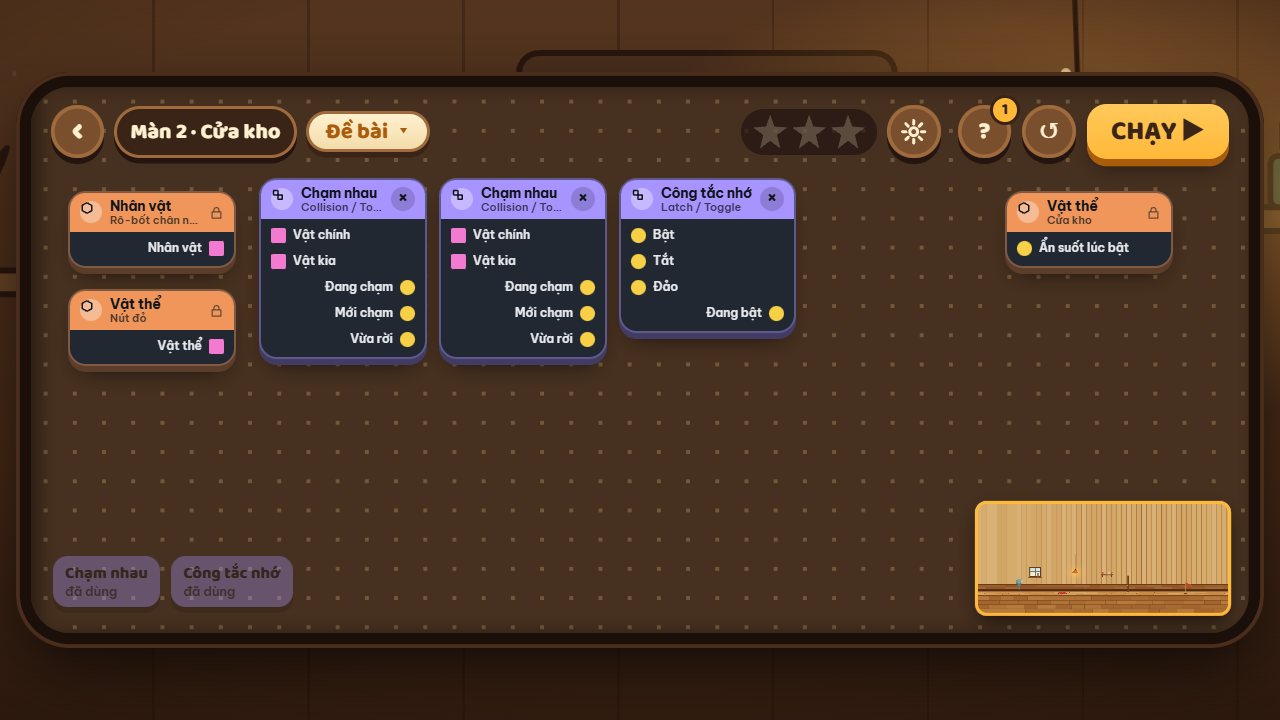 Màn 2 • Cửa kho
Đề bài
?
1
CHẠY
Nhân vật
Rô-bốt chân n...
Nhân vật
Vật thể
Nút đỏ
Vật thể
Chạm nhau
Collision / To...
Vật chính
Vật kia
Đang chạm
Mới chạm
Vừa rời
Chạm nhau
Collision / To...
Vật chính
Vật kia
Đang chạm
Mới chạm
Vừa rời
Công tắc nhớ
Latch / Toggle
Bật
Tắt
Đảo
Đang bật
Vật thể
Cửa kho
Ẩn suốt lúc bật
Chạm nhau
đã dùng
Công tắc nhớ
đã dùng